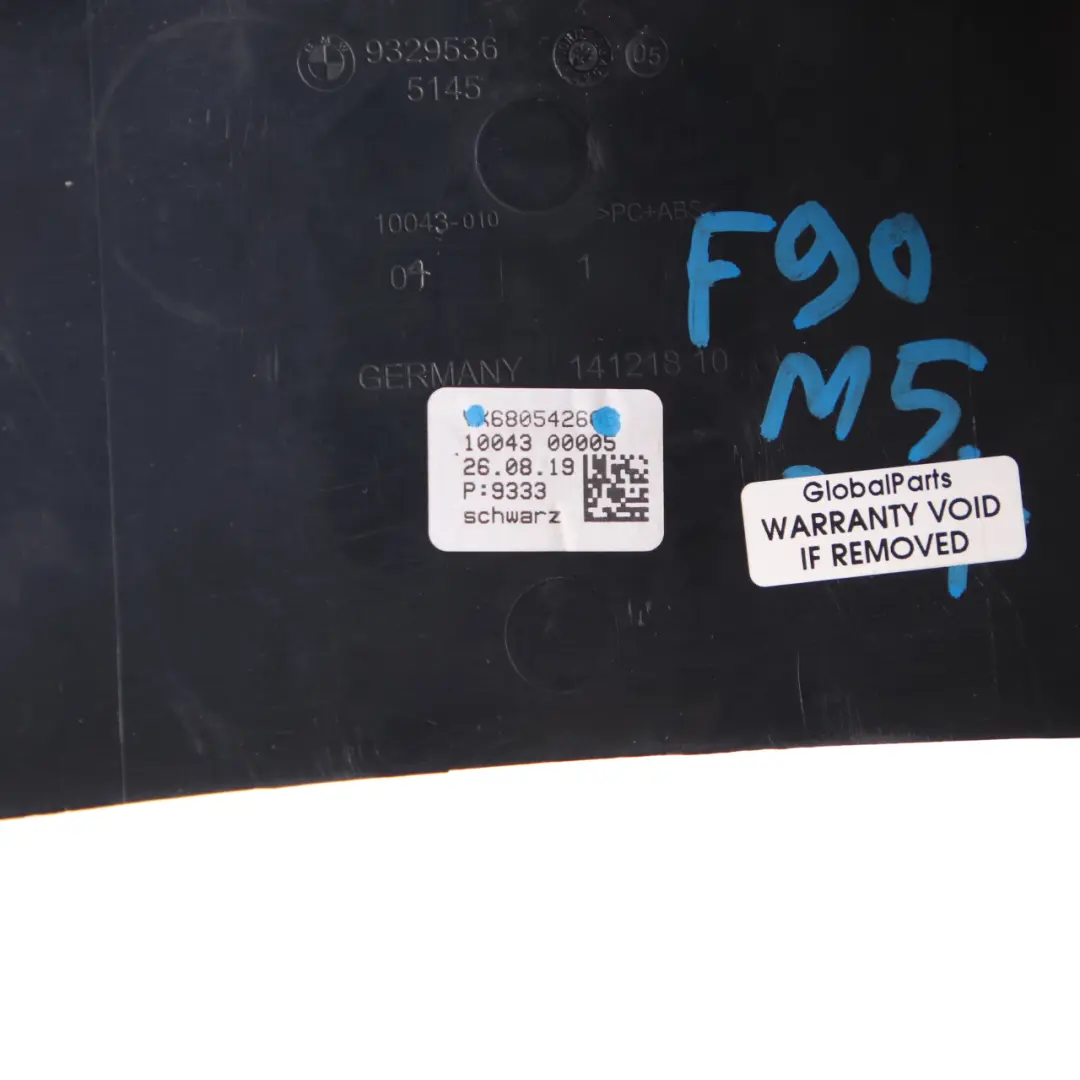 BMW 9329536 05
5145
10043-010 >PC+ABS<
04 1
GERMANY 141218 10
F90
M5
10043 00005
26.08.19
P:9333
schwarz
GlobalParts
WARRANTY VOID
IF REMOVED